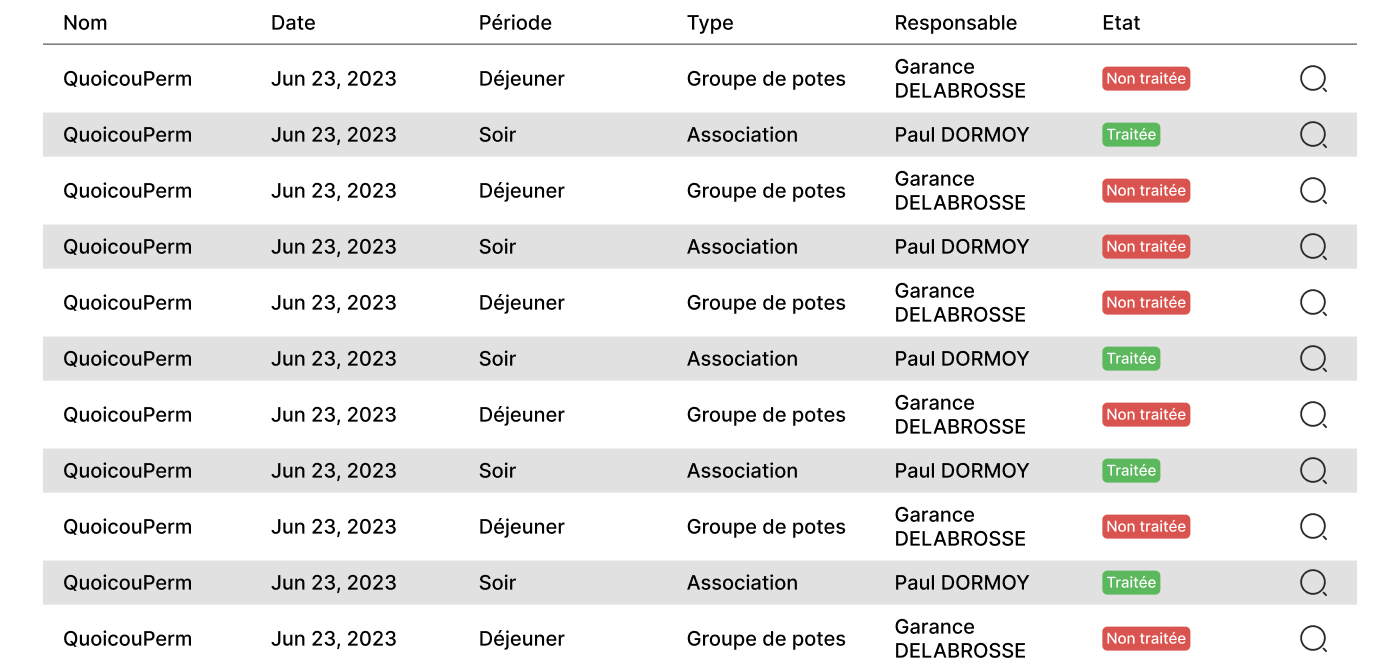 Nom Date Période Type Responsable Etat
QuoicouPerm Jun 23, 2023 Déjeuner Groupe de potes Garance DELABROSSE Non traitée
QuoicouPerm Jun 23, 2023 Soir Association Paul DORMOY Traitée
QuoicouPerm Jun 23, 2023 Déjeuner Groupe de potes Garance DELABROSSE Non traitée
QuoicouPerm Jun 23, 2023 Soir Association Paul DORMOY Non traitée
QuoicouPerm Jun 23, 2023 Déjeuner Groupe de potes Garance DELABROSSE Non traitée
QuoicouPerm Jun 23, 2023 Soir Association Paul DORMOY Traitée
QuoicouPerm Jun 23, 2023 Déjeuner Groupe de potes Garance DELABROSSE Non traitée
QuoicouPerm Jun 23, 2023 Soir Association Paul DORMOY Traitée
QuoicouPerm Jun 23, 2023 Déjeuner Groupe de potes Garance DELABROSSE Non traitée
QuoicouPerm Jun 23, 2023 Soir Association Paul DORMOY Traitée
QuoicouPerm Jun 23, 2023 Déjeuner Groupe de potes Garance DELABROSSE Non traitée